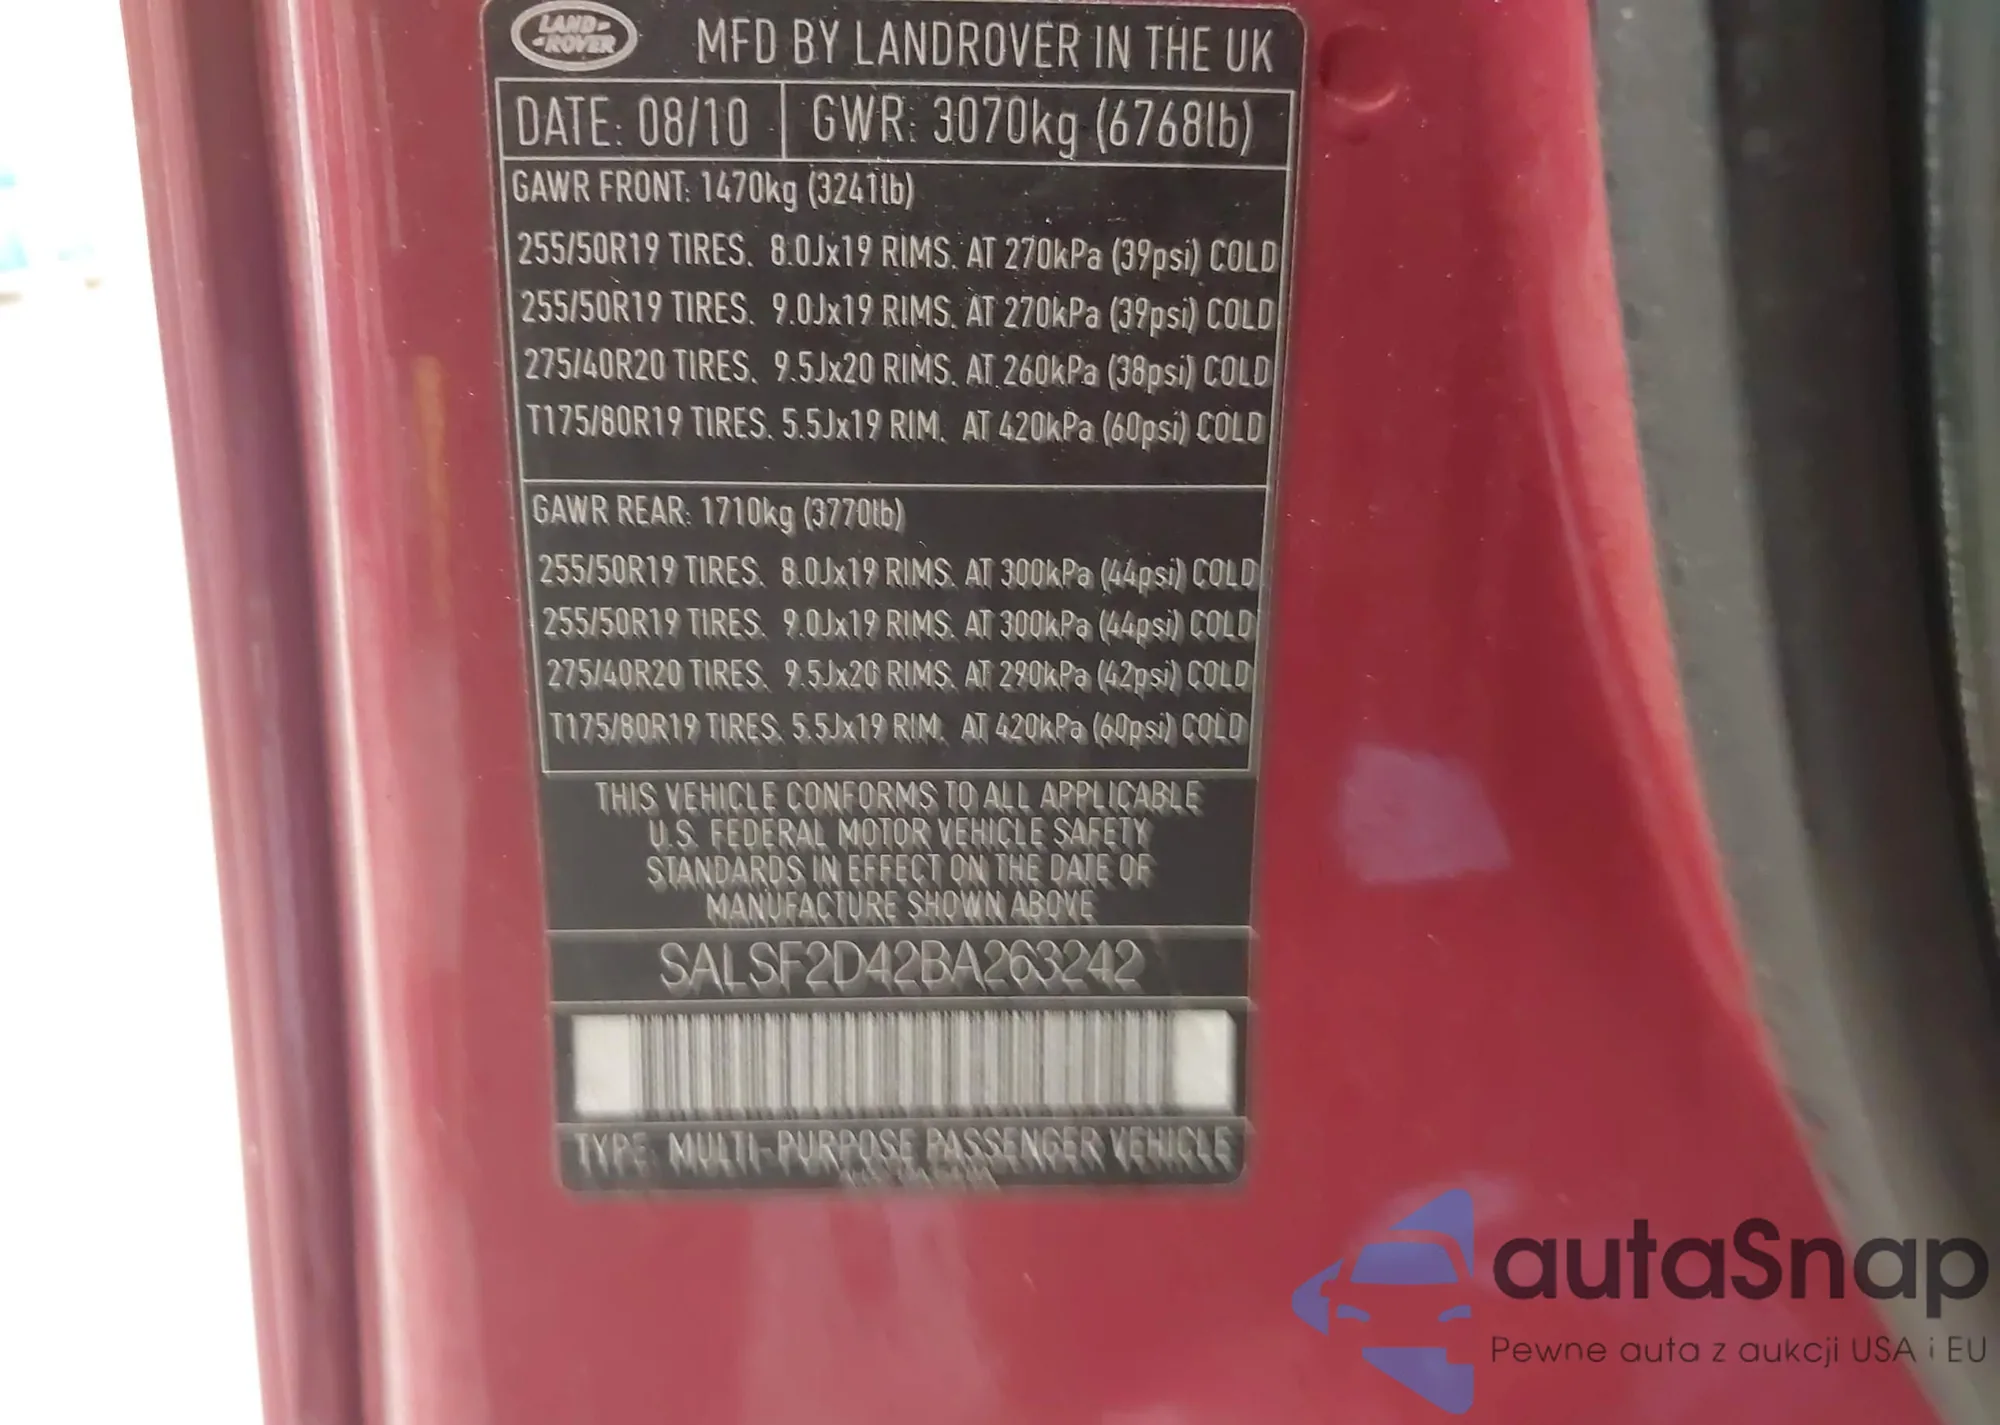 LAND-
-ROVER
MFD BY LANDROVER IN THE UK
DATE: 08/10 GWR: 3070kg (6768lb)
GAWR FRONT: 1470kg (3241lb)
255/50R19 TIRES. 8.0Jx19 RIMS. AT 270kPa (39psi) COLD
255/50R19 TIRES. 9.0Jx19 RIMS. AT 270kPa (39psi) COLD
275/40R20 TIRES. 9.5Jx20 RIMS. AT 260kPa (38psi) COLD
T175/80R19 TIRES. 5.5Jx19 RIM. AT 420kPa (60psi) COLD
GAWR REAR: 1710kg (3770lb)
255/50R19 TIRES. 8.0Jx19 RIMS. AT 300kPa (44psi) COLD
255/50R19 TIRES. 9.0Jx19 RIMS. AT 300kPa (44psi) COLD
275/40R20 TIRES. 9.5Jx20 RIMS. AT 290kPa (42psi) COLD
T175/80R19 TIRES. 5.5Jx19 RIM. AT 420kPa (60psi) COLD
THIS VEHICLE CONFORMS TO ALL APPLICABLE
U.S. FEDERAL MOTOR VEHICLE SAFETY
STANDARDS IN EFFECT ON THE DATE OF
MANUFACTURE SHOWN ABOVE
SALSF2D42BA263242
TYPE: MULTI-PURPOSE PASSENGER VEHICLE
autaSnap
Pewne auta z aukcji USA i EU